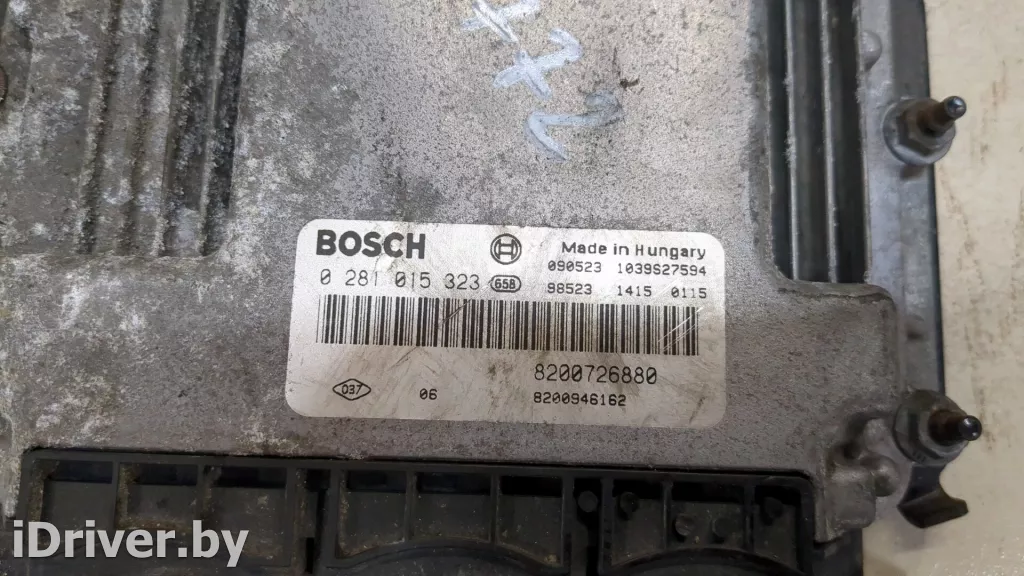 BOSCH
Made in Hungary
0 281 015 323 658
090523 1039S27594
98523 1415 0115
8200726880
037 06
8200946162
iDriver.by